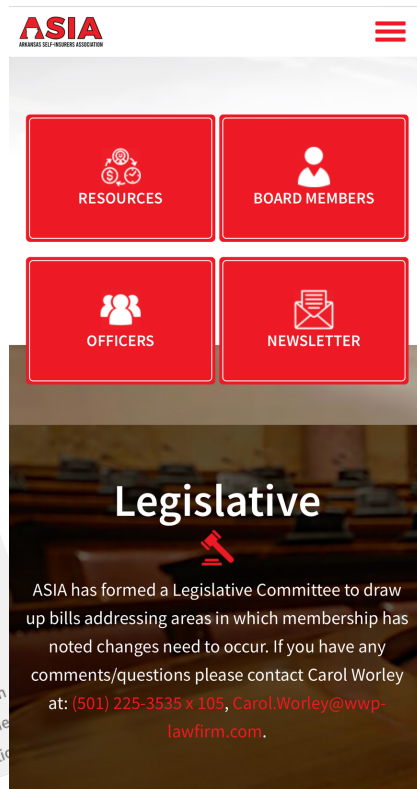 ASIA
ARKANSAS SELF-INSURERS ASSOCIATION
RESOURCES
BOARD MEMBERS
OFFICERS
NEWSLETTER
Legislative
ASIA has formed a Legislative Committee to draw
up bills addressing areas in which membership has
noted changes need to occur. If you have any
comments/questions please contact Carol Worley
at: (501) 225-3535 x 105, Carol.Worley@wwp-
lawfirm.com.